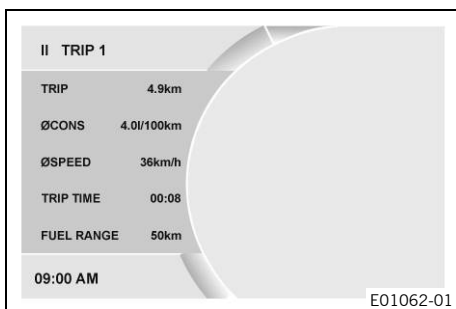 II TRIP 1
TRIP 4.9km
ØCONS 4.0l/100km
ØSPEED 36km/h
TRIP TIME 00:08
FUEL RANGE 50km
09:00 AM
E01062-01